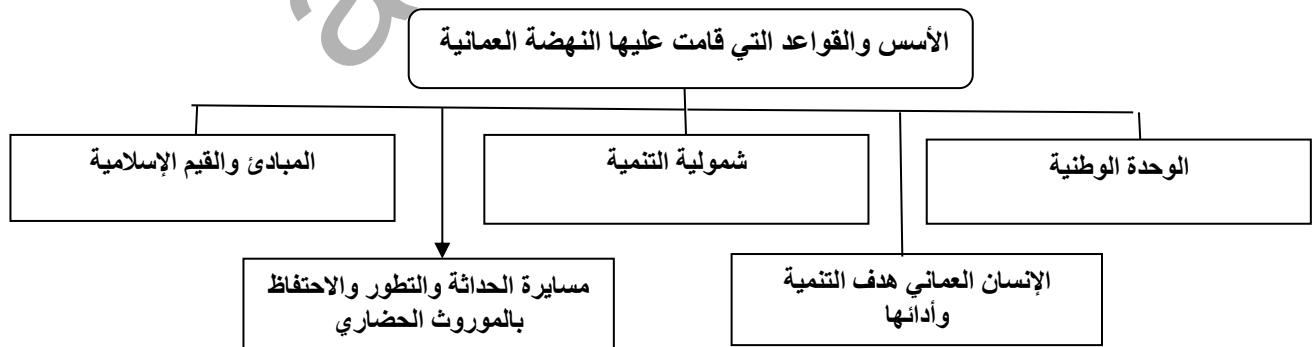 الأسس والقواعد التي قامت عليها النهضة العمانية
الوحدة الوطنية
شمولية التنمية
المبادئ والقيم الإسلامية
الإنسان العماني هدف التنمية
وأدائها
مسايرة الحداثة والتطور والاحتفاظ
بالموروث الحضاري